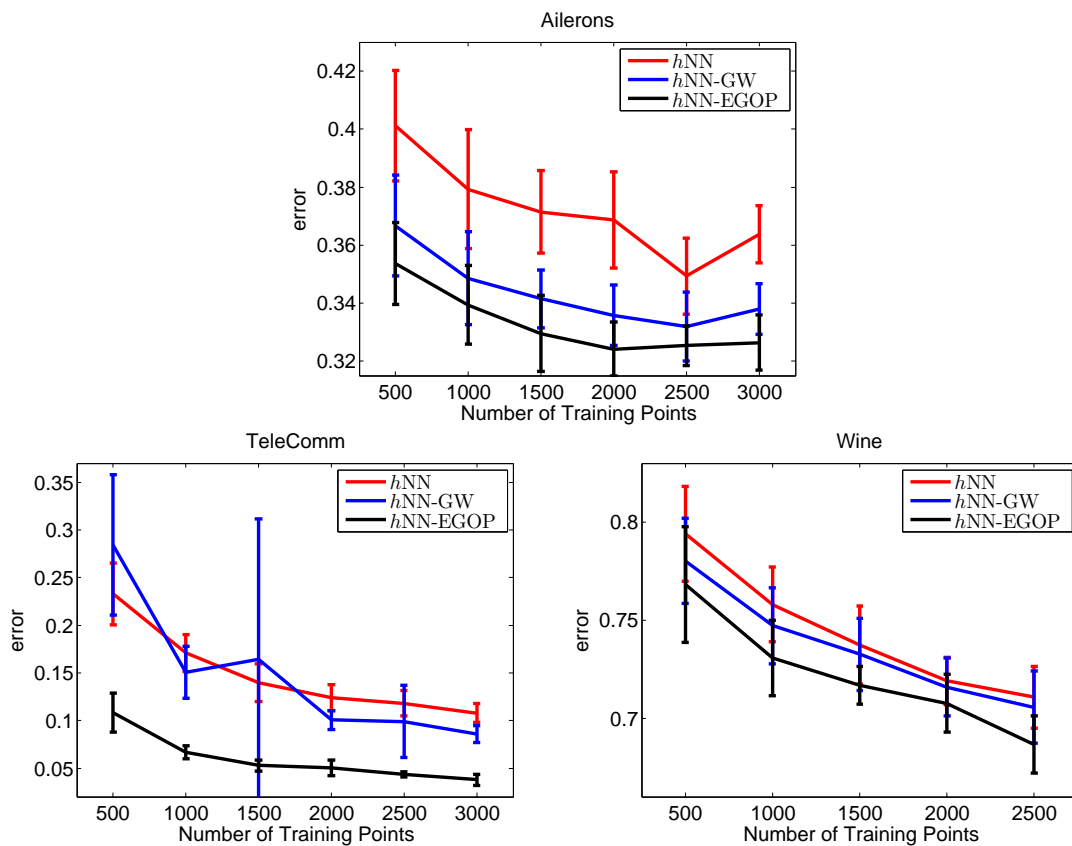 Ailerons
hNN
hNN-GW
hNN-EGOP
0.42
0.4
0.38
0.36
0.34
0.32
error
500 1000 1500 2000 2500 3000
Number of Training Points
TeleComm
hNN
hNN-GW
hNN-EGOP
0.35
0.3
0.25
0.2
0.15
0.1
0.05
error
500 1000 1500 2000 2500 3000
Number of Training Points
Wine
hNN
hNN-GW
hNN-EGOP
0.8
0.75
0.7
error
500 1000 1500 2000 2500
Number of Training Points